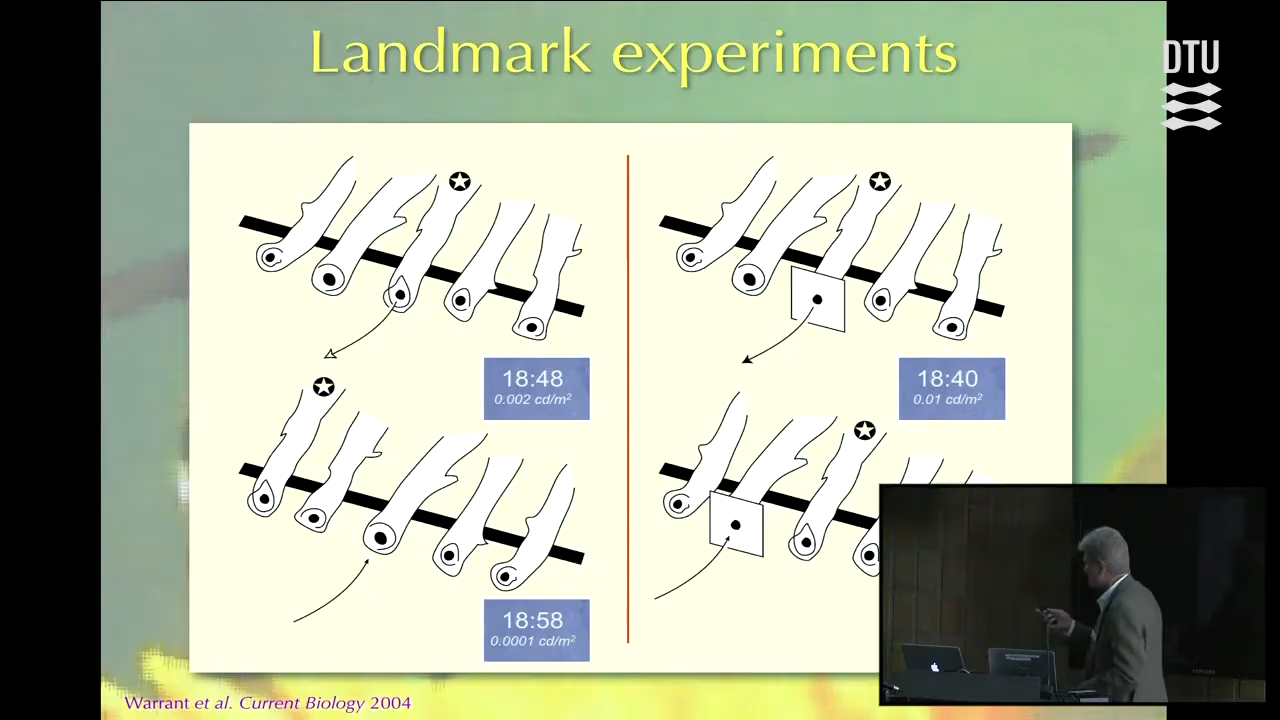 Landmark experiments
DTU
18:48
0.002 cd/m²
18:40
0.01 cd/m²
18:58
0.0001 cd/m²
Warrant et al. Current Biology 2004